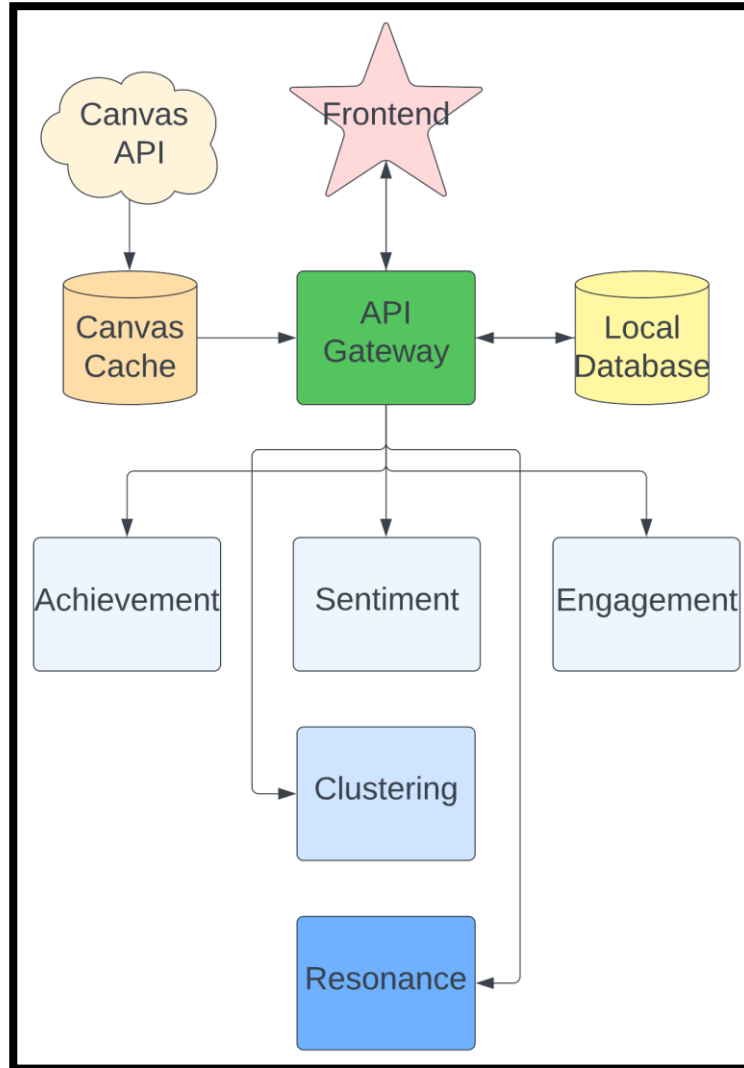 Canvas
API
Frontend
Canvas
Cache
API
Gateway
Local
Database
Achievement
Sentiment
Engagement
Clustering
Resonance